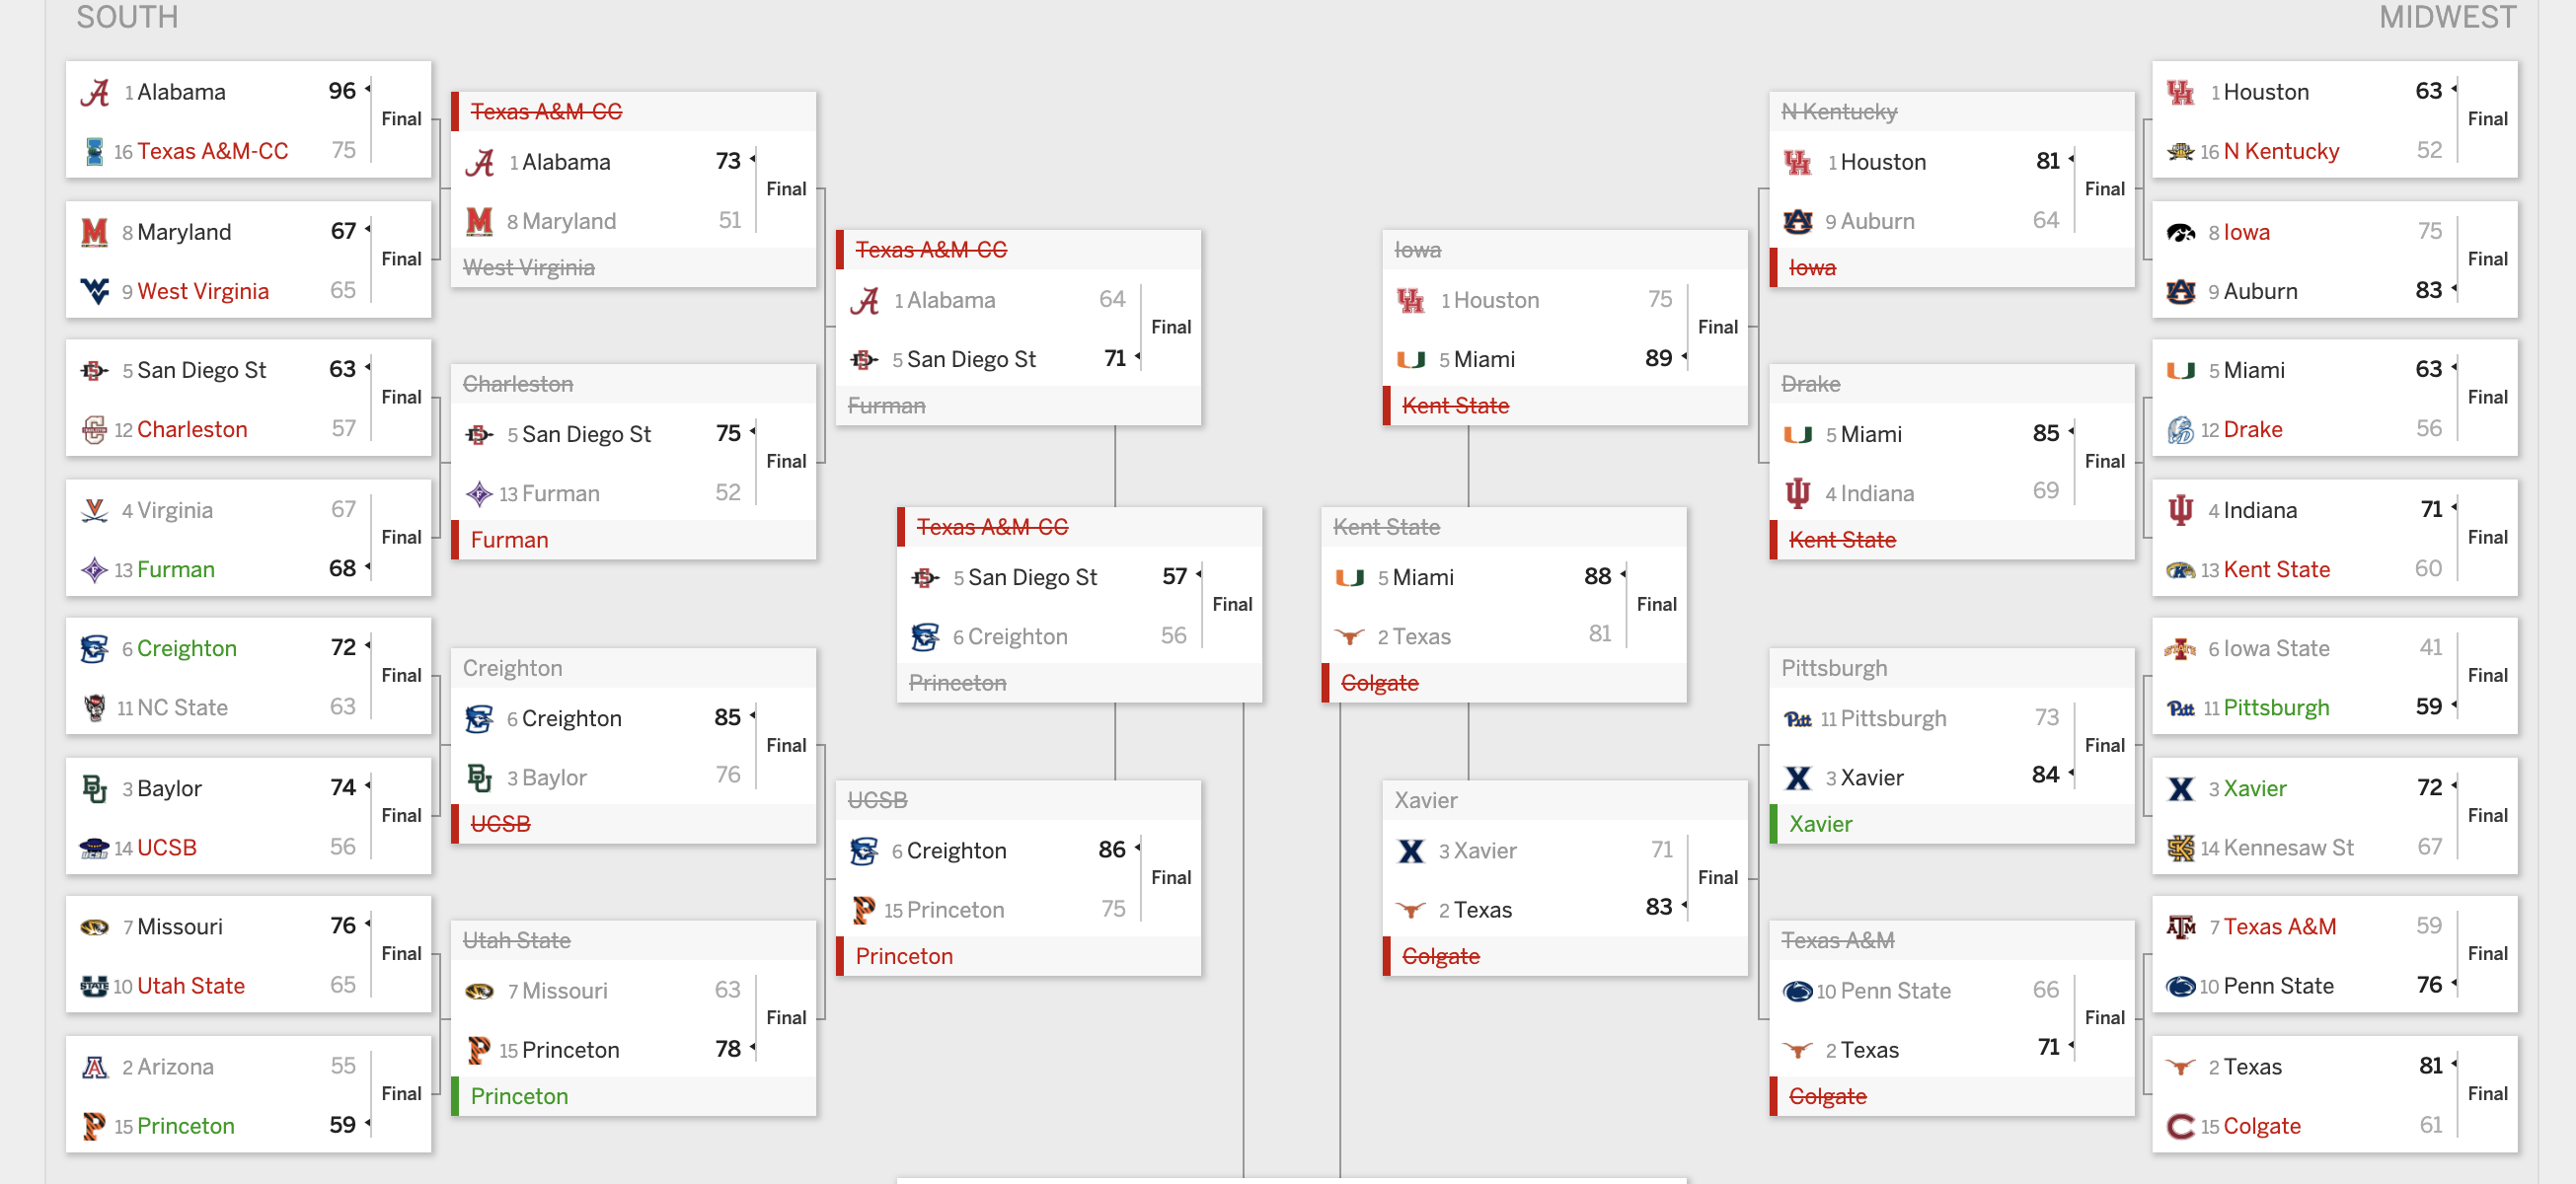 SOUTH
MIDWEST
1 Alabama 96
16 Texas A&M-CC 75
Final
8 Maryland 67
9 West Virginia 65
Final
5 San Diego St 63
12 Charleston 57
Final
4 Virginia 67
13 Furman 68
Final
6 Creighton 72
11 NC State 63
Final
3 Baylor 74
14 UCSB 56
Final
7 Missouri 76
10 Utah State 65
Final
2 Arizona 55
15 Princeton 59
Final
Texas A&M-CC
1 Alabama 73
8 Maryland 51
Final
West Virginia
Charleston
5 San Diego St 75
13 Furman 52
Final
Furman
Creighton
6 Creighton 85
3 Baylor 76
Final
UCSB
Utah State
7 Missouri 63
15 Princeton 78
Final
Princeton
Texas A&M-CC
1 Alabama 64
5 San Diego St 71
Final
Furman
UCSB
6 Creighton 86
15 Princeton 75
Final
Princeton
Texas A&M-CC
5 San Diego St 57
6 Creighton 56
Final
Princeton
Kent State
5 Miami 88
2 Texas 81
Final
Colgate
Iowa
1 Houston 75
5 Miami 89
Final
Kent State
Xavier
3 Xavier 71
2 Texas 83
Final
Colgate
N Kentucky
1 Houston 81
9 Auburn 64
Final
Iowa
Drake
5 Miami 85
4 Indiana 69
Final
Kent State
Pittsburgh
11 Pittsburgh 73
3 Xavier 84
Final
Xavier
Texas A&M
10 Penn State 66
2 Texas 71
Final
Colgate
1 Houston 63
16 N Kentucky 52
Final
8 Iowa 75
9 Auburn 83
Final
5 Miami 63
12 Drake 56
Final
4 Indiana 71
13 Kent State 60
Final
6 Iowa State 41
11 Pittsburgh 59
Final
3 Xavier 72
14 Kennesaw St 67
Final
7 Texas A&M 59
10 Penn State 76
Final
2 Texas 81
15 Colgate 61
Final